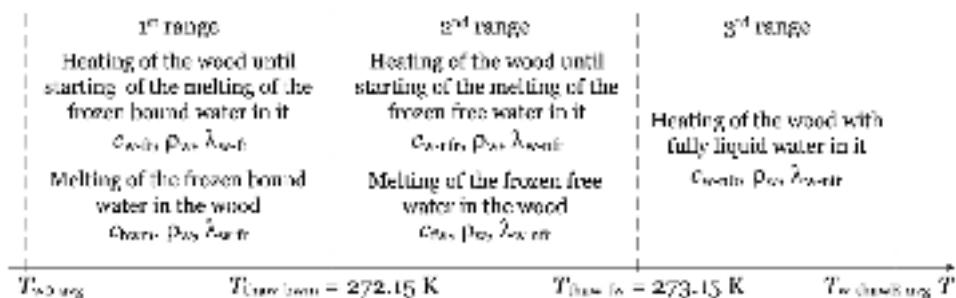 1st range
Heating of the wood until
starting of the melting of the
frozen bound water in it
Melting of the frozen bound
water in the wood
2nd range
Heating of the wood until
starting of the melting of the
frozen free water in it
Melting of the frozen free
water in the wood
3rd range
Heating of the wood with
fully liquid water in it
= 272.15 K
= 273.15 K
T